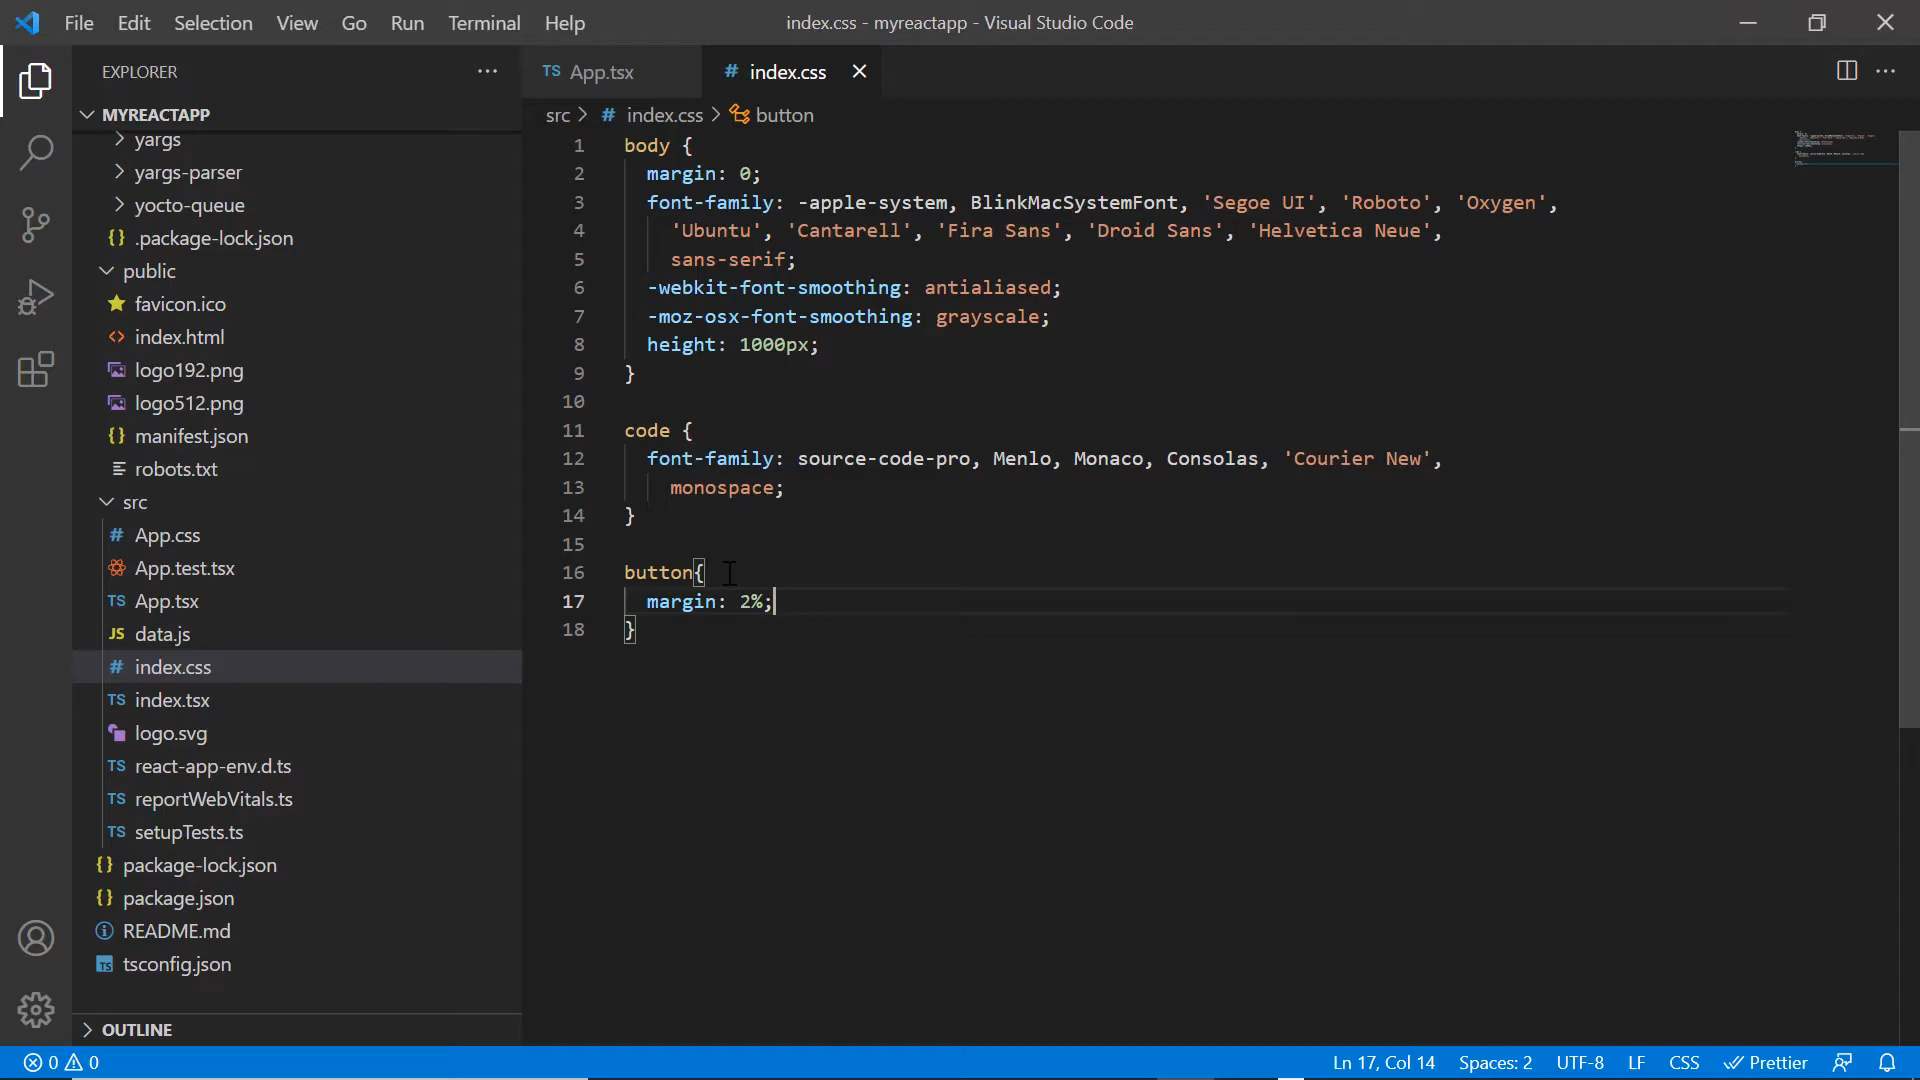 File Edit Selection View Go Run Terminal Help
index.css - myreactapp - Visual Studio Code
EXPLORER
MYREACTAPP
yargs
yargs-parser
yocto-queue
{} .package-lock.json
public
favicon.ico
<> index.html
logo192.png
logo512.png
{} manifest.json
robots.txt
src
# App.css
App.test.tsx
TS App.tsx
JS data.js
# index.css
TS index.tsx
logo.svg
TS react-app-env.d.ts
TS reportWebVitals.ts
TS setupTests.ts
{} package-lock.json
{} package.json
README.md
TS tsconfig.json
OUTLINE
TS App.tsx
# index.css
src > # index.css > button
1 body {
2 margin: 0;
3 font-family: -apple-system, BlinkMacSystemFont, 'Segoe UI', 'Roboto', 'Oxygen',
4 'Ubuntu', 'Cantarell', 'Fira Sans', 'Droid Sans', 'Helvetica Neue',
5 sans-serif;
6 -webkit-font-smoothing: antialiased;
7 -moz-osx-font-smoothing: grayscale;
8 height: 1000px;
9 }
10
11 code {
12 font-family: source-code-pro, Menlo, Monaco, Consolas, 'Courier New',
13 monospace;
14 }
15
16 button{
17 margin: 2%;
18 }
0 0
Ln 17, Col 14 Spaces: 2 UTF-8 LF CSS Prettier